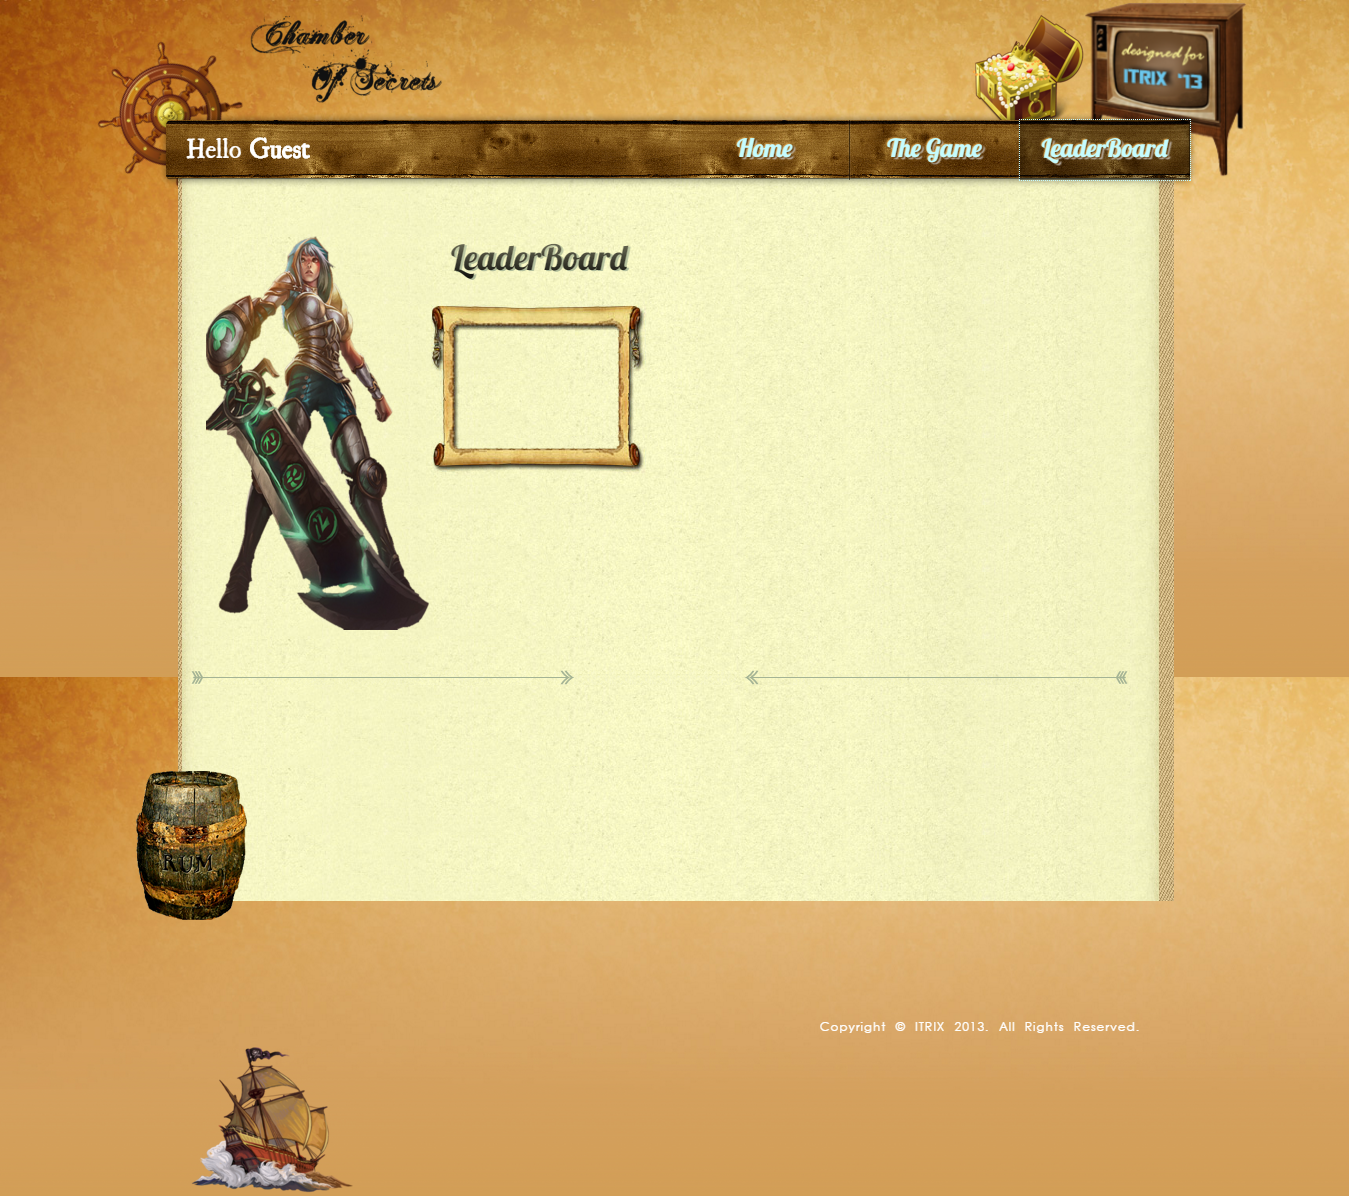 Chamber
Of Secrets
designed for
ITRIX '13
Hello Guest
Home
The Game
LeaderBoard
LeaderBoard
RUM
Copyright © ITRIX 2013. All Rights Reserved.